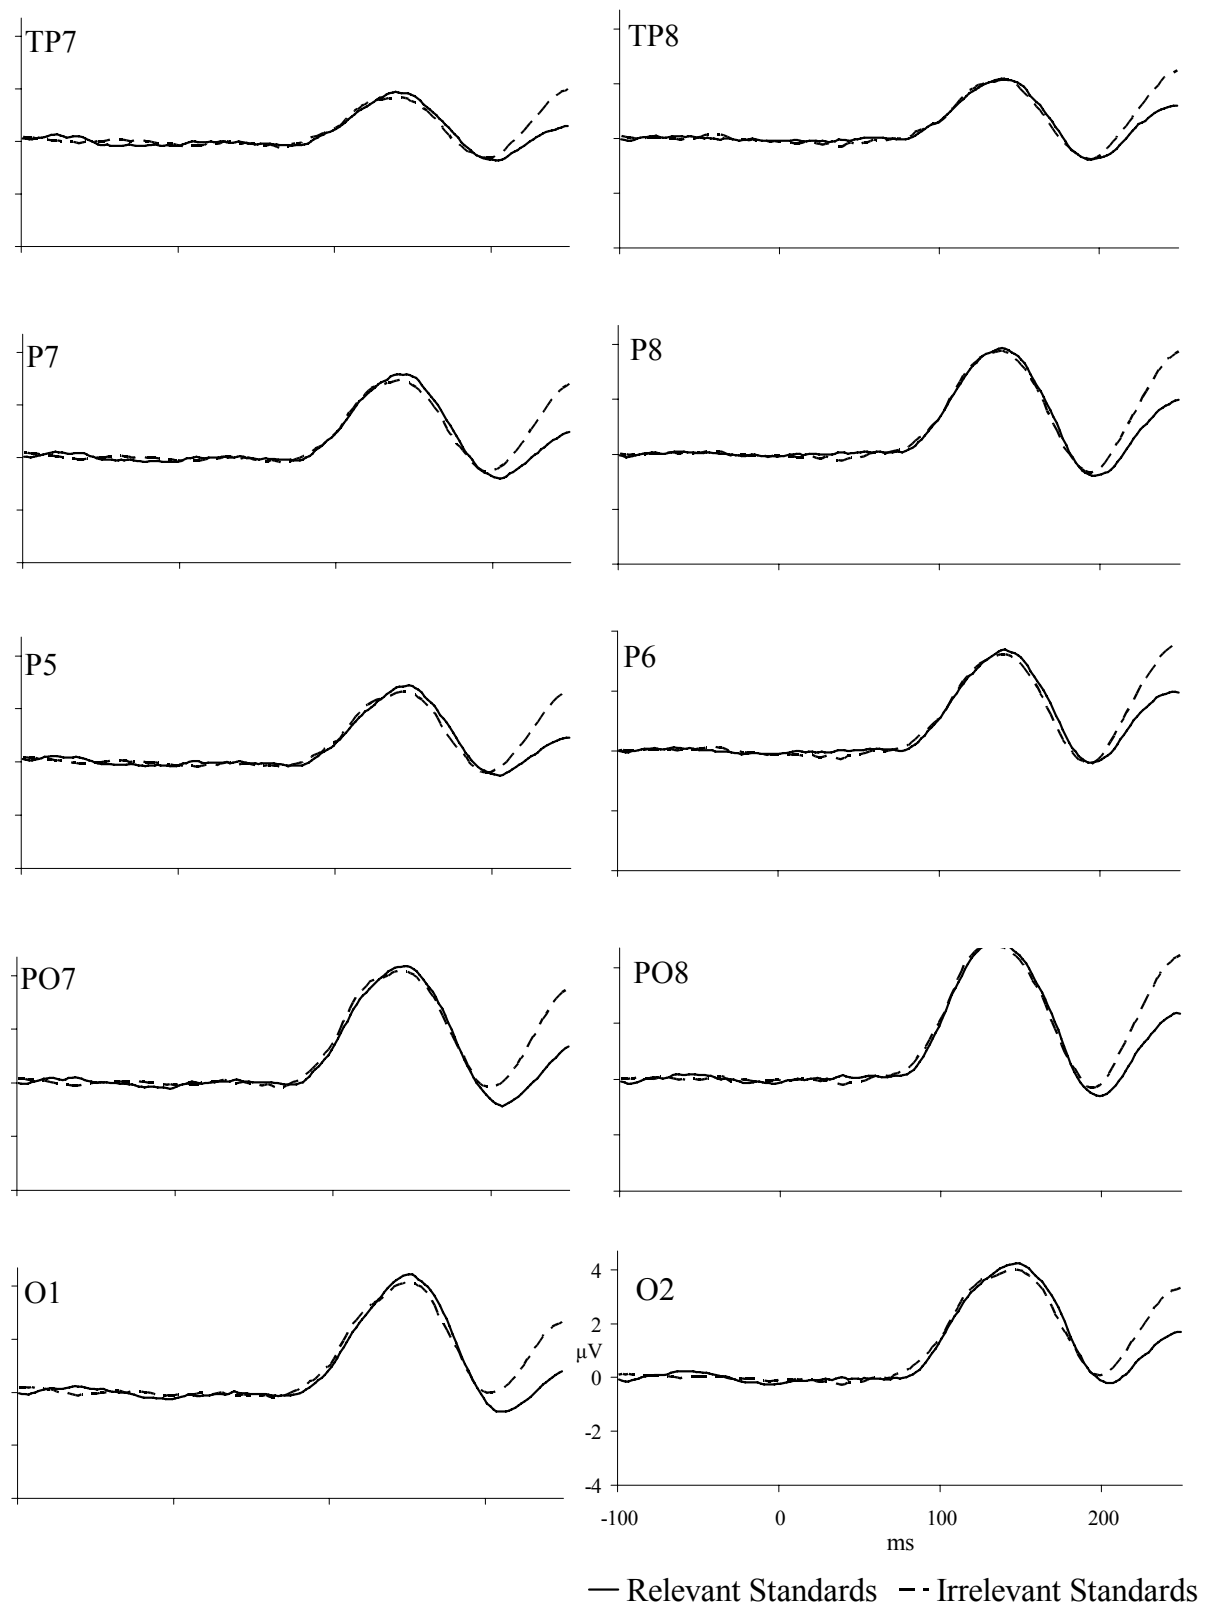 TP7
TP8
P7
P8
P5
P6
PO7
PO8
O1
O2
4
2
µV
0
-2
-4
-100 0 100 200
ms
Relevant Standards Irrelevant Standards